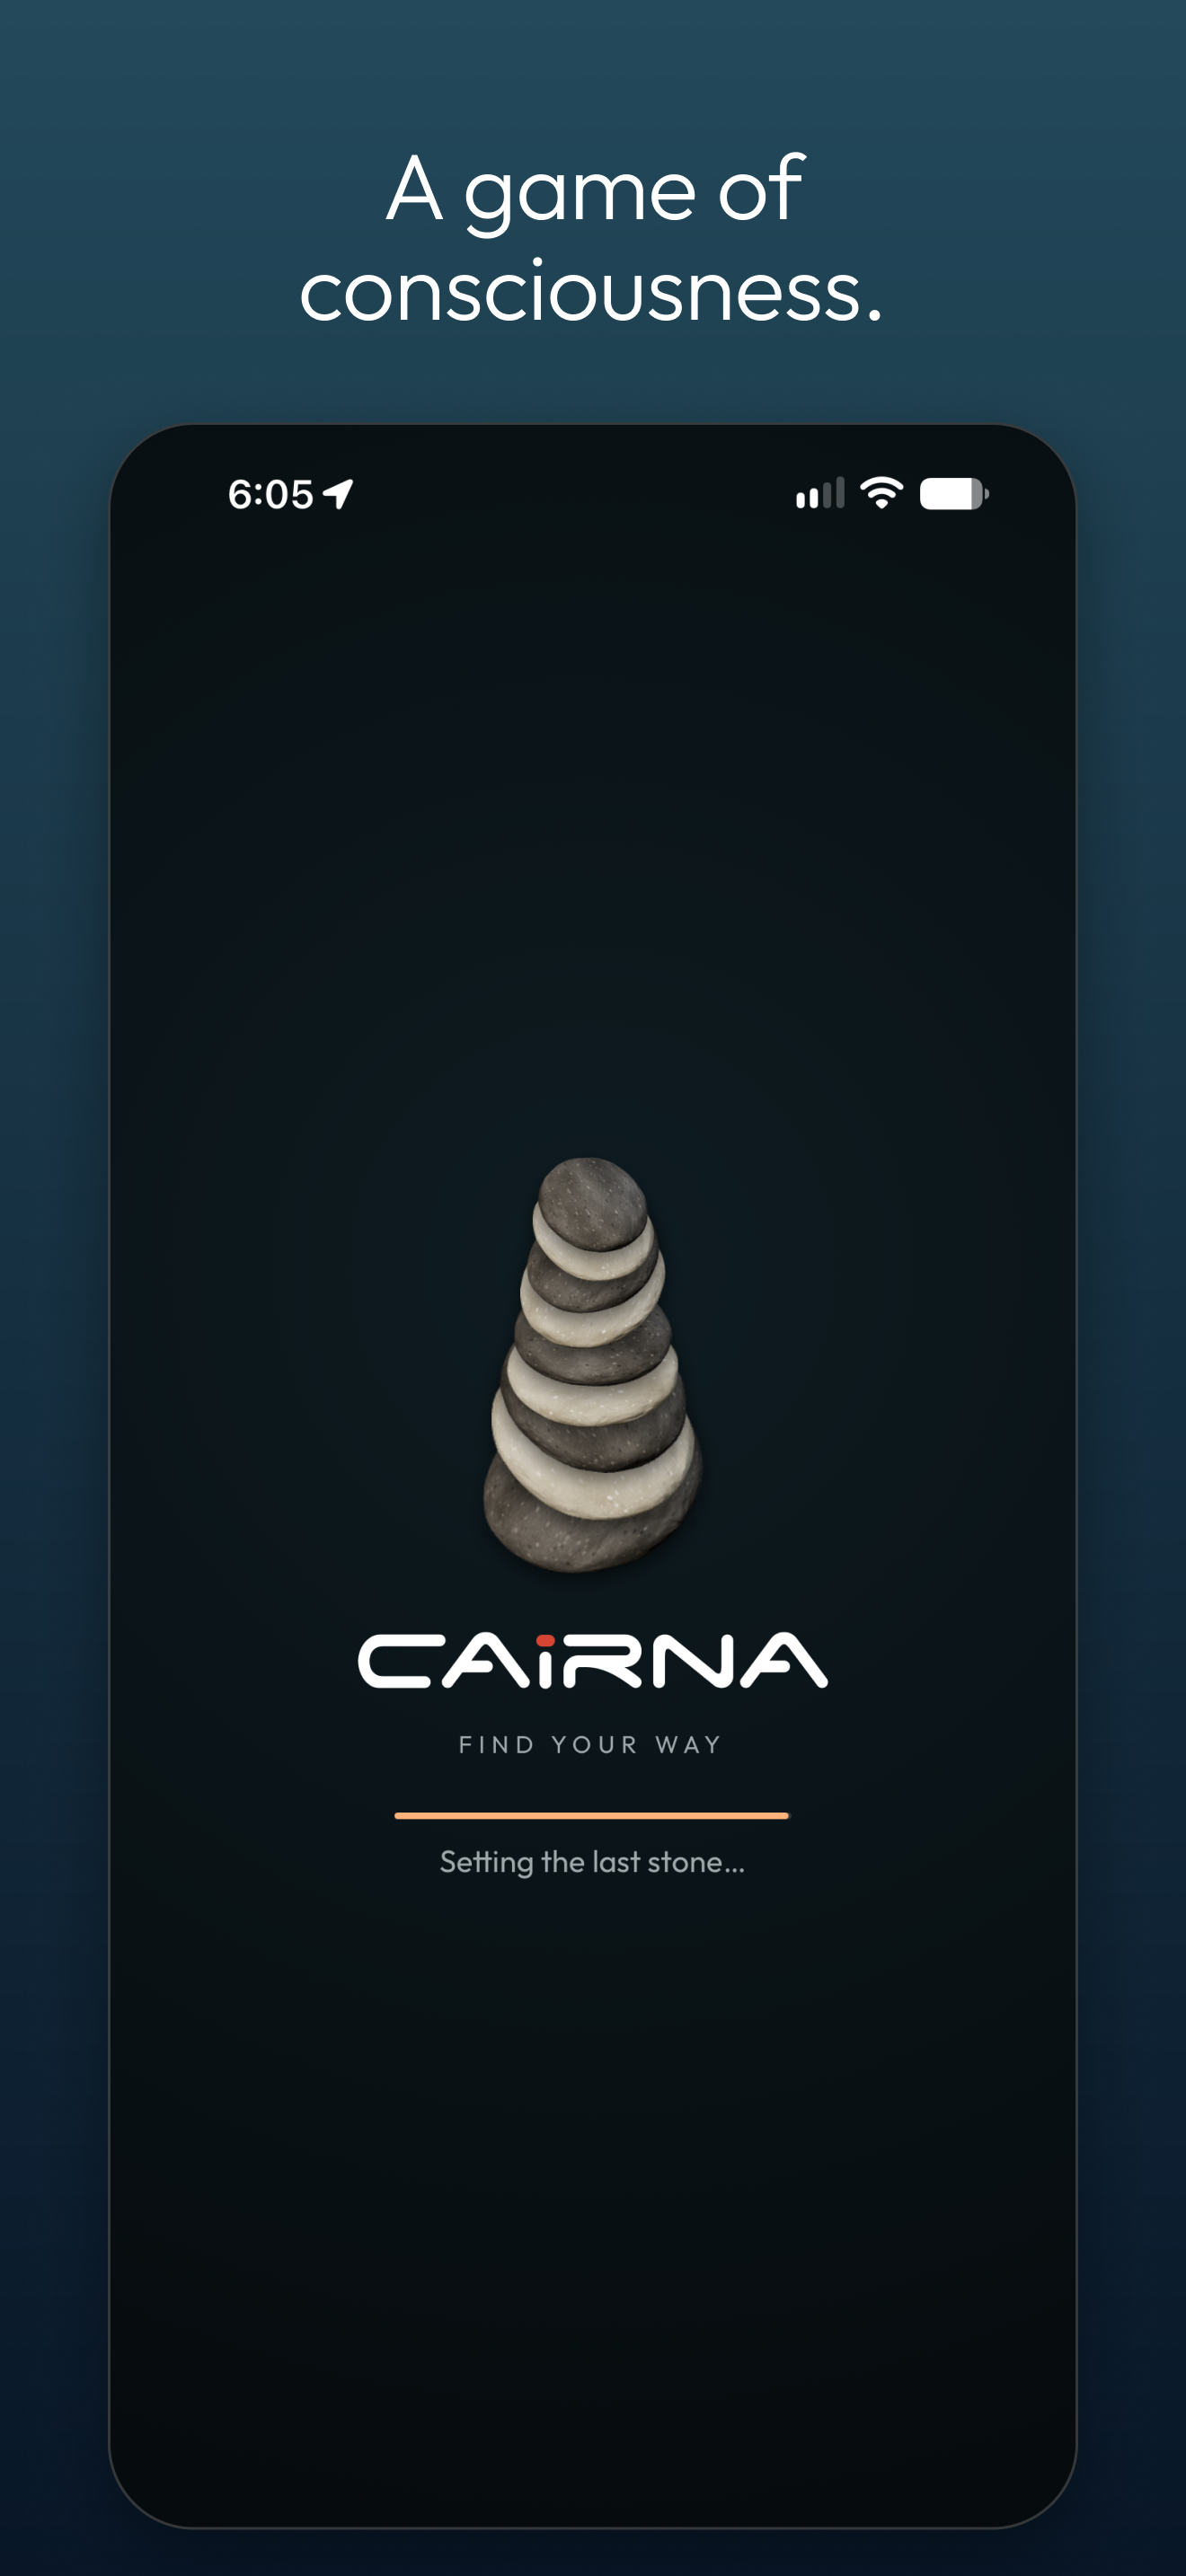 A game of
consciousness.
6:05
CAiRNA
FIND YOUR WAY
Setting the last stone...